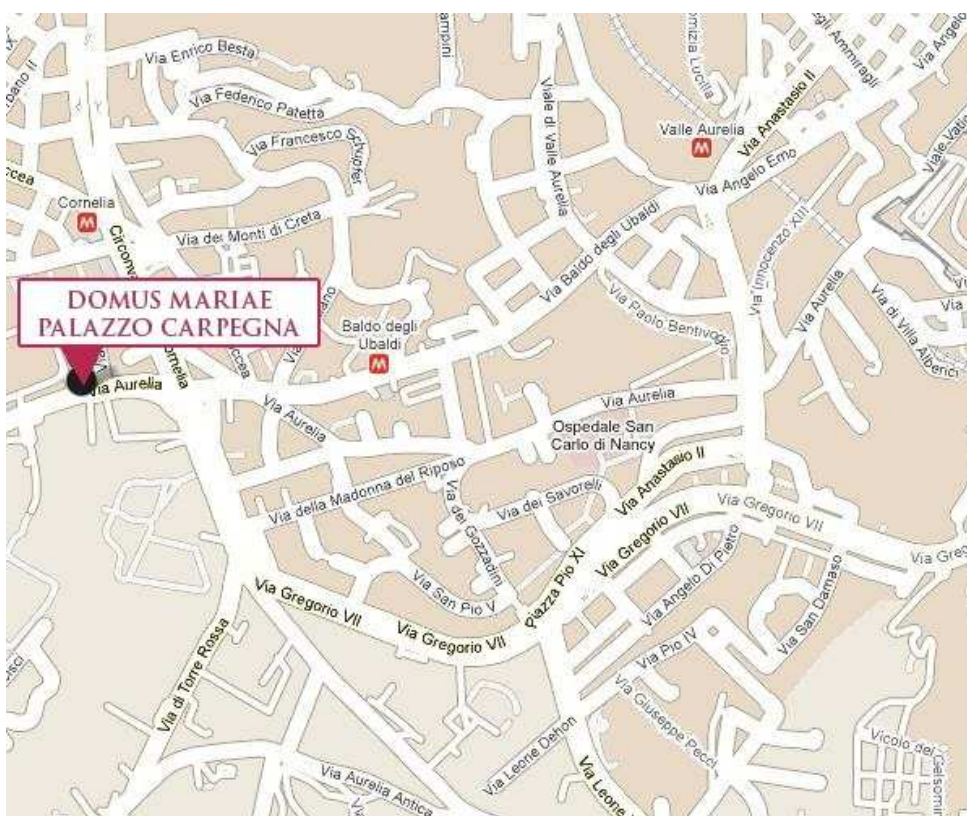 Via Enrico Besta
Via Federico Patetta
Via Francesco Schupfer
Viale di Valle Aurelia
Valle Aurelia
M
Via Anastasio II
Via Angelo Emo
Cornelia
M
Via dei Monti di Creta
Via Baldo degli Ubaldi
Via Innocenzo XIII
Via Aurelia
Via
Via di Villa Alberici
Via Paolo Bentivoglio
DOMUS MARIAE
PALAZZO CARPEGNA
Baldo degli
Ubaldi
M
Via Aurelia
Via Aurelia
Via Aurelia
Ospedale San
Carlo di Nancy
Via della Madonna del Riposo
Via dei Gozzadini
Via dei Savorelli
Via Anastasio II
Via Gregorio VII
Via Gregorio VII
Via Angelo Di Pietro
Piazza Pio XI
Via San Pio V
Via Gregorio VII
Via Gregorio VII
Via San Damaso
Via Pio IV
Via di Torre Rossa
Via Giuseppe Pecci
Via Leone Dehon
Via Leone
Via Aurelia Antica
Vicolo del
Gelsomin